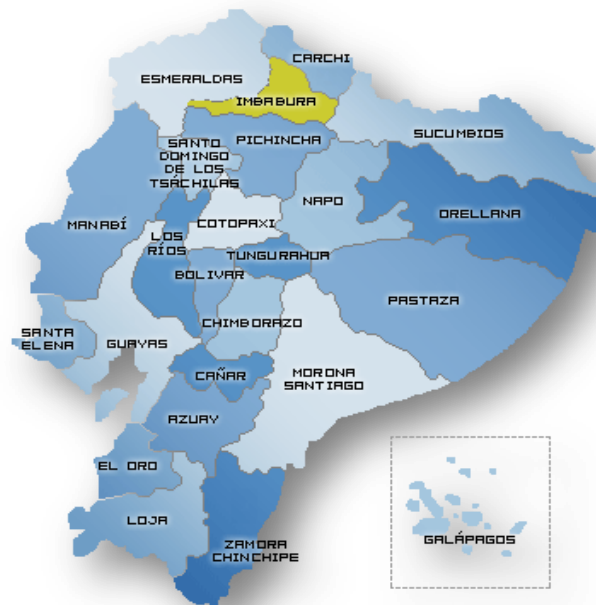 CARCHI
ESMERALDAS
IMBABURA
SUCUMBIOS
PICHINCHA
SANTO
DOMINGO
DE LOS
TSÁCHILAS
NAPO
ORELLANA
MANABÍ
COTOPAXI
LOS
RÍOS
TUNGURAHUA
BOLIVAR
PASTAZA
CHIMBORAZO
SANTA
ELENA
GUAYAS
CAÑAR
MORONA
SANTIAGO
AZUAY
EL ORO
LOJA
ZAMORA
CHINCHIPE
GALÁPAGOS